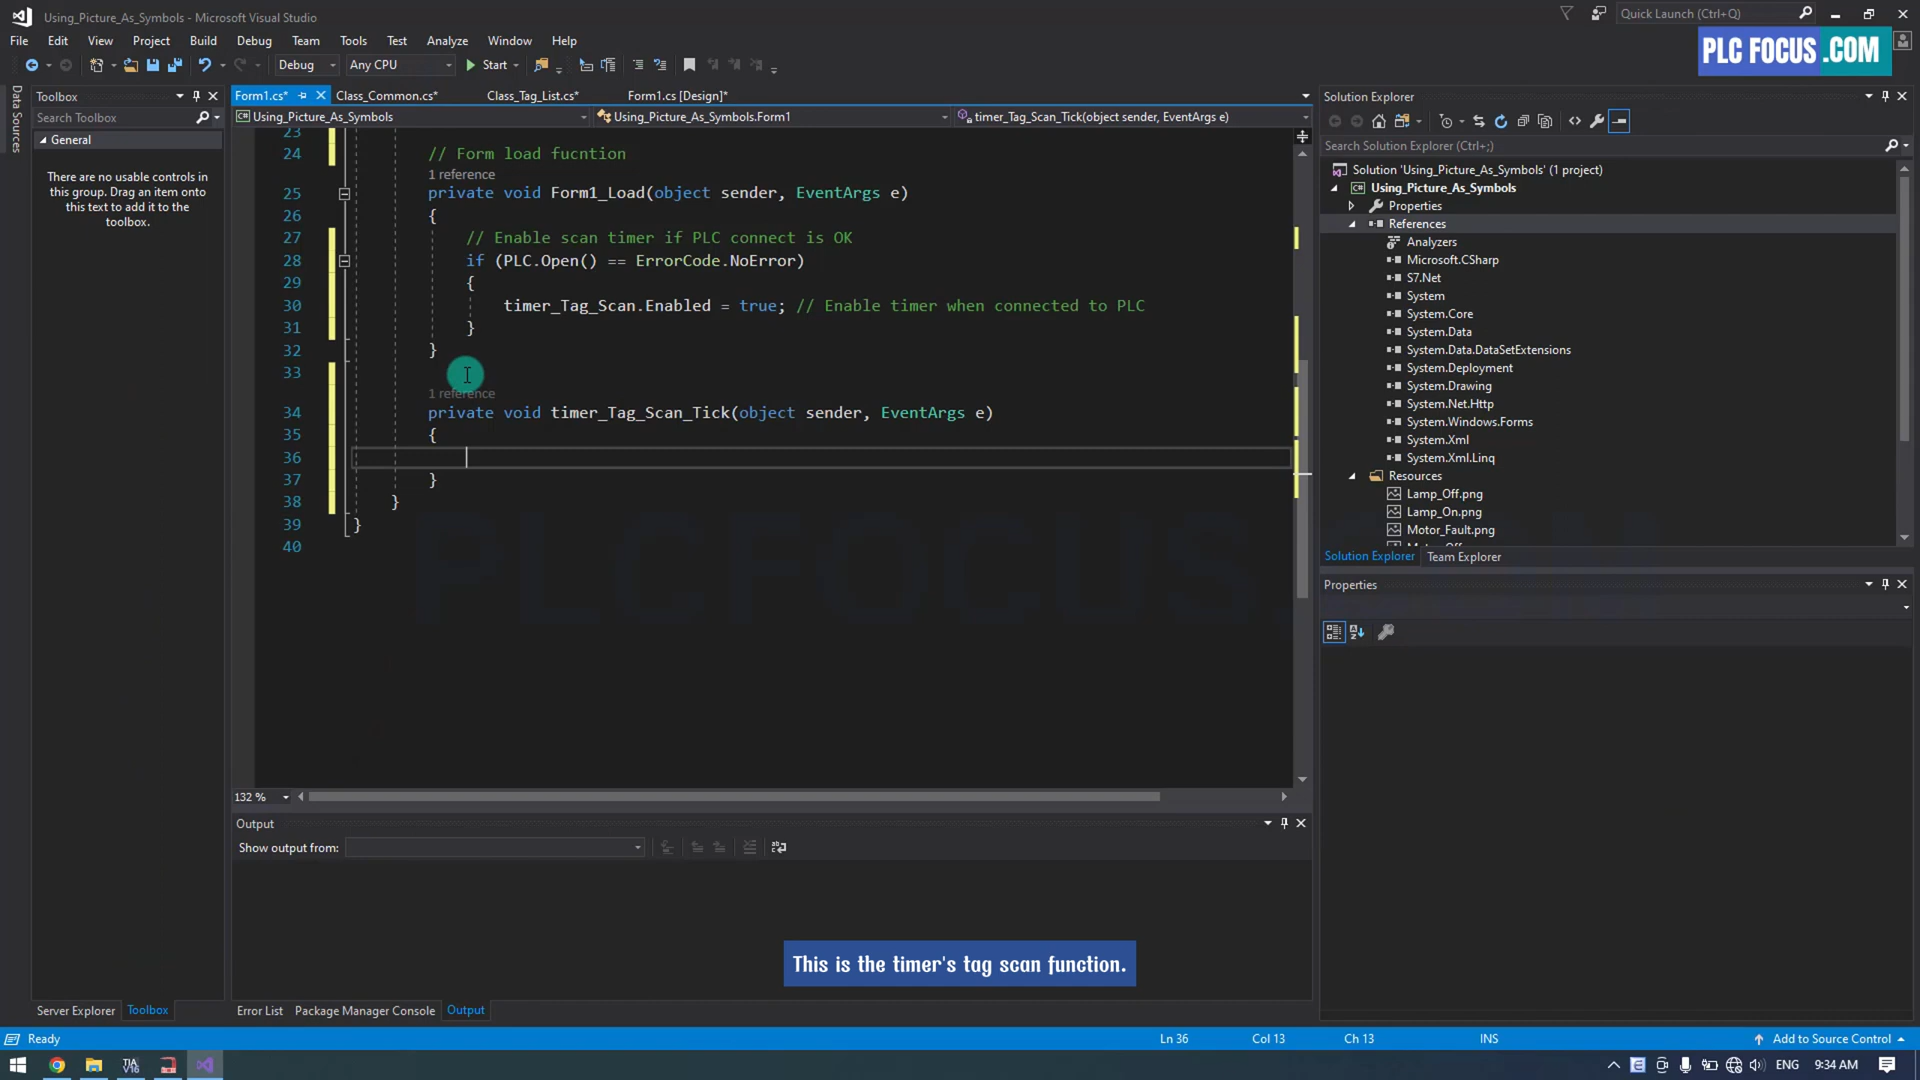 Using_Picture_As_Symbols - Microsoft Visual Studio
Quick Launch (Ctrl+Q)
File Edit View Project Build Debug Team Tools Test Analyze Window Help
PLC FOCUS .COM
Debug Any CPU Start
Data Sources
Toolbox
Search Toolbox
General
There are no usable controls in
this group. Drag an item onto
this text to add it to the
toolbox.
Form1.cs* Class_Common.cs* Class_Tag_List.cs* Form1.cs [Design]*
Using_Picture_As_Symbols Using_Picture_As_Symbols.Form1 timer_Tag_Scan_Tick(object sender, EventArgs e)
23
24 // Form load fucntion
1 reference
25 private void Form1_Load(object sender, EventArgs e)
26 {
27 // Enable scan timer if PLC connect is OK
28 if (PLC.Open() == ErrorCode.NoError)
29 {
30 timer_Tag_Scan.Enabled = true; // Enable timer when connected to PLC
31 }
32 }
33
1 reference
34 private void timer_Tag_Scan_Tick(object sender, EventArgs e)
35 {
36
37 }
38 }
39 }
40
PLCFOCUS.
132 %
Output
Show output from:
This is the timer's tag scan function.
Server Explorer Toolbox
Error List Package Manager Console Output
Solution Explorer
Search Solution Explorer (Ctrl+;)
Solution 'Using_Picture_As_Symbols' (1 project)
C# Using_Picture_As_Symbols
Properties
References
Analyzers
Microsoft.CSharp
S7.Net
System
System.Core
System.Data
System.Data.DataSetExtensions
System.Deployment
System.Drawing
System.Net.Http
System.Windows.Forms
System.Xml
System.Xml.Linq
Resources
Lamp_Off.png
Lamp_On.png
Motor_Fault.png
Solution Explorer Team Explorer
Properties
Ready Ln 36 Col 13 Ch 13 INS Add to Source Control
TIA V16 ENG 9:34 AM